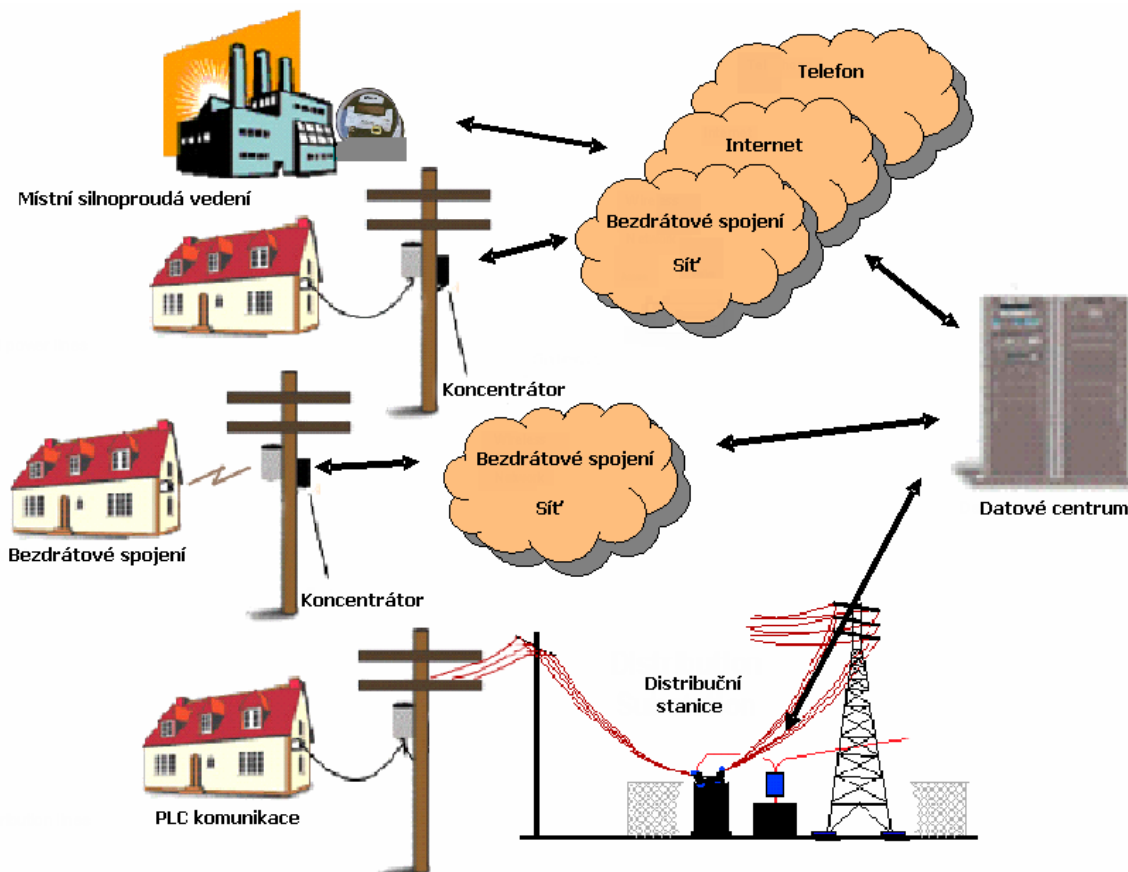 Telefon
Internet
Bezdrátové spojení
Síť
Místní silnoproudá vedení
Koncentrátor
Bezdrátové spojení
Síť
Datové centrum
Bezdrátové spojení
Koncentrátor
Distribuční
stanice
PLC komunikace